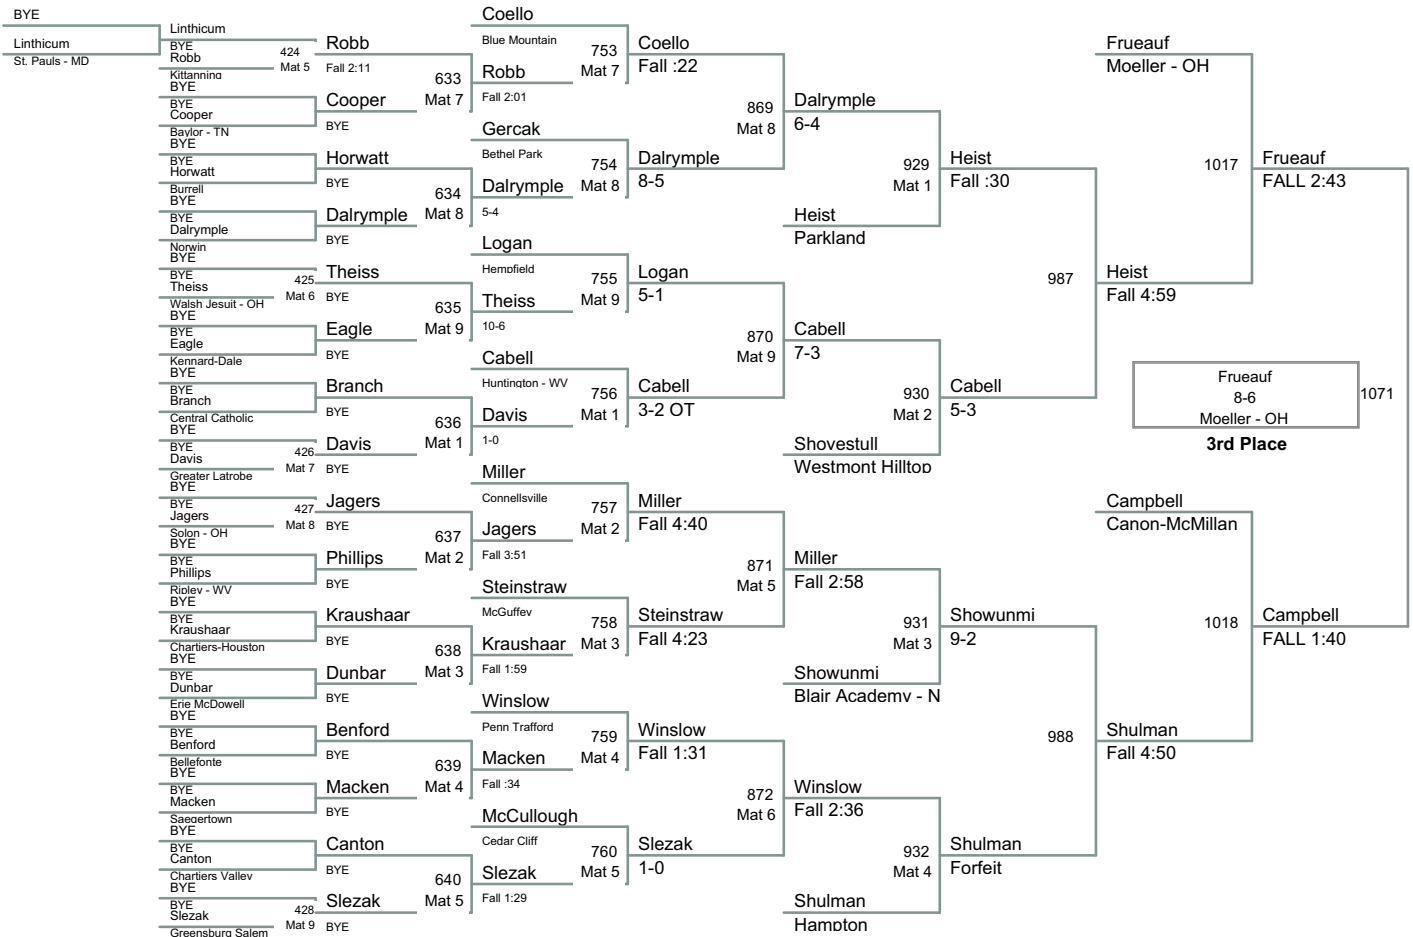 BYE
Linthicum
St. Pauls - MD
Linthicum
BYE
Robb
Kittanning
BYE
BYE
Cooper
Baylor - TN
BYE
BYE
Horwatt
Burrell
BYE
BYE
Dalrymple
Norwin
BYE
BYE
Theiss
Walsh Jesuit - OH
BYE
BYE
Eagle
Kennard-Dale
BYE
BYE
Branch
Central Catholic
BYE
BYE
Davis
Greater Latrobe
BYE
BYE
Jagers
Solon - OH
BYE
BYE
Phillips
Ripley - WV
BYE
BYE
Kraushaar
Chartiers-Houston
BYE
BYE
Dunbar
Erie McDowell
BYE
BYE
Benford
Bellefonte
BYE
BYE
Macken
Saegertown
BYE
BYE
Canton
Chartiers Valley
BYE
BYE
Slezak
Greensburg Salem
424
Mat 5
425
Mat 6
426
Mat 7
427
Mat 8
428
Mat 9
Robb
Fall 2:11
Cooper
BYE
Horwatt
BYE
Dalrymple
BYE
Theiss
BYE
Eagle
BYE
Branch
BYE
Davis
BYE
Jagers
BYE
Phillips
BYE
Kraushaar
BYE
Dunbar
BYE
Benford
BYE
Macken
BYE
Canton
BYE
Slezak
BYE
633
Mat 7
634
Mat 8
635
Mat 9
636
Mat 1
637
Mat 2
638
Mat 3
639
Mat 4
640
Mat 5
Coello
Blue Mountain
Robb
Fall 2:01
Gercak
Bethel Park
Dalrymple
5-4
Logan
Hempfield
Theiss
10-6
Cabell
Huntington - WV
Davis
1-0
Miller
Connellsville
Jagers
Fall 3:51
Steinstraw
McGuffey
Kraushaar
Fall 1:59
Winslow
Penn Trafford
Macken
Fall :34
McCullough
Cedar Cliff
Slezak
Fall 1:29
753
Mat 7
754
Mat 8
755
Mat 9
756
Mat 1
757
Mat 2
758
Mat 3
759
Mat 4
760
Mat 5
Coello
Fall :22
Dalrymple
8-5
Logan
5-1
Cabell
3-2 OT
Miller
Fall 4:40
Steinstraw
Fall 4:23
Winslow
Fall 1:31
Slezak
1-0
869
Mat 8
870
Mat 9
871
Mat 5
872
Mat 6
Dalrymple
6-4
Heist
Parkland
Cabell
7-3
Shovestull
Westmont Hilltop
Miller
Fall 2:58
Showunmi
Blair Academy - N
Winslow
Fall 2:36
Shulman
Hampton
929
Mat 1
930
Mat 2
931
Mat 3
932
Mat 4
Heist
Fall :30
Cabell
5-3
Showunmi
9-2
Shulman
Forfeit
987
988
Frueauf
Moeller - OH
Heist
Fall 4:59
Campbell
Canon-McMillan
Shulman
Fall 4:50
1017
1018
Frueauf
FALL 2:43
Campbell
FALL 1:40
Frueauf
8-6
Moeller - OH
1071
3rd Place